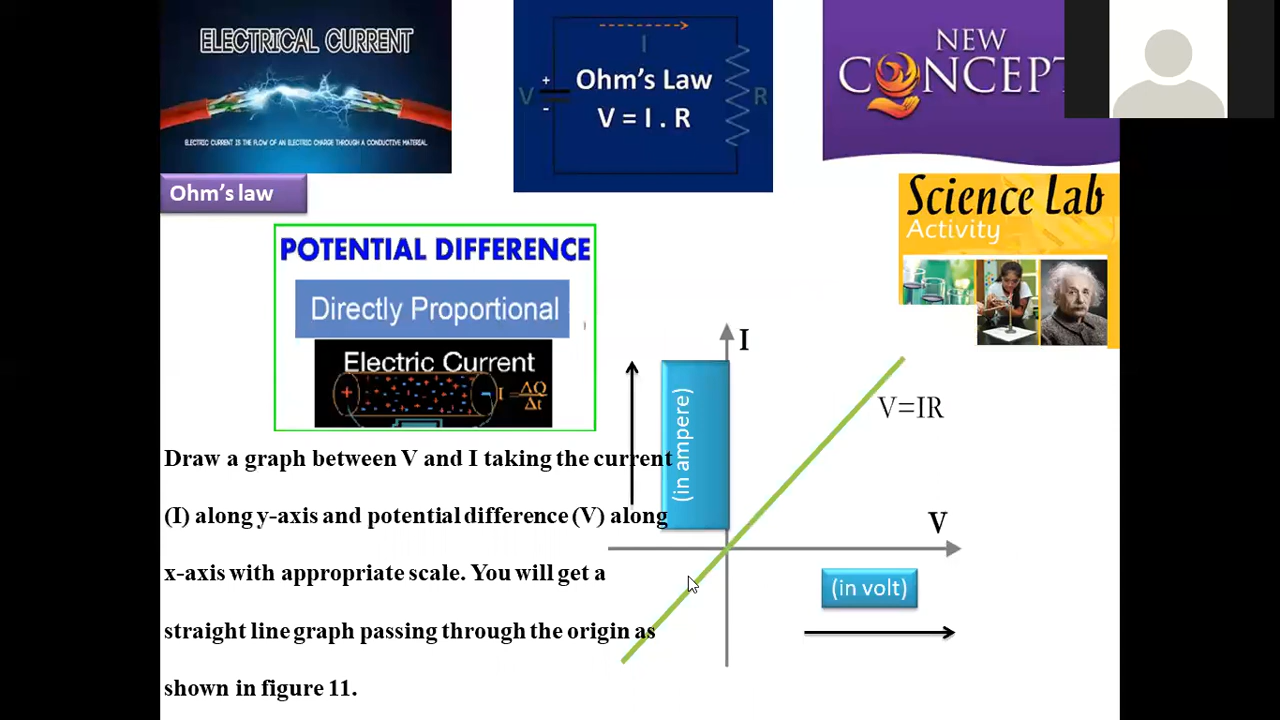 ELECTRICAL CURRENT
ELECTRIC CURRENT IS THE FLOW OF AN ELECTRIC CHARGE THROUGH A CONDUCTIVE MATERIAL.
I
+
Ohm's Law
V
R
-
V = I . R
NEW
CONCEPT
Ohm's law
Science Lab
Activity
POTENTIAL DIFFERENCE
Directly Proportional
Electric Current
+ - I = ΔQ
Δt
I
(in ampere)
V=IR
V
(in volt)
Draw a graph between V and I taking the current
(I) along y-axis and potential difference (V) along
x-axis with appropriate scale. You will get a
straight line graph passing through the origin as
shown in figure 11.